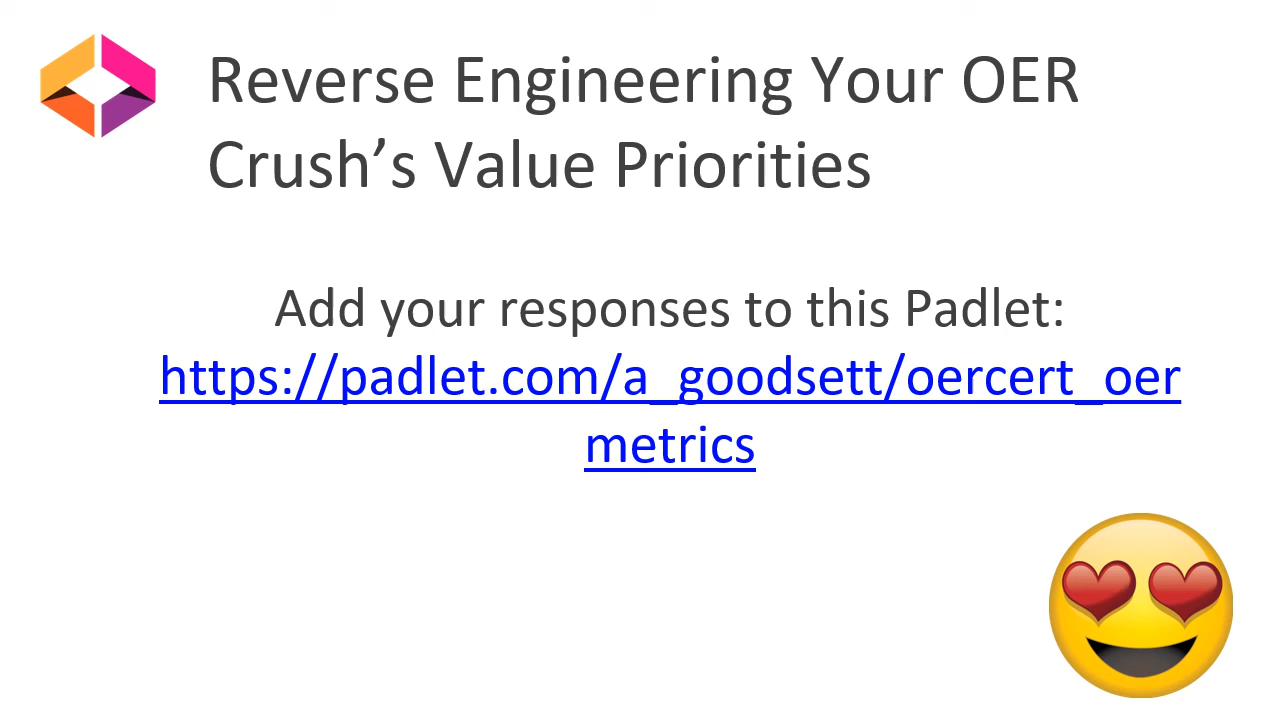 Reverse Engineering Your OER
Crush’s Value Priorities
Add your responses to this Padlet:
https://padlet.com/a_goodsett/oercert_oer
metrics